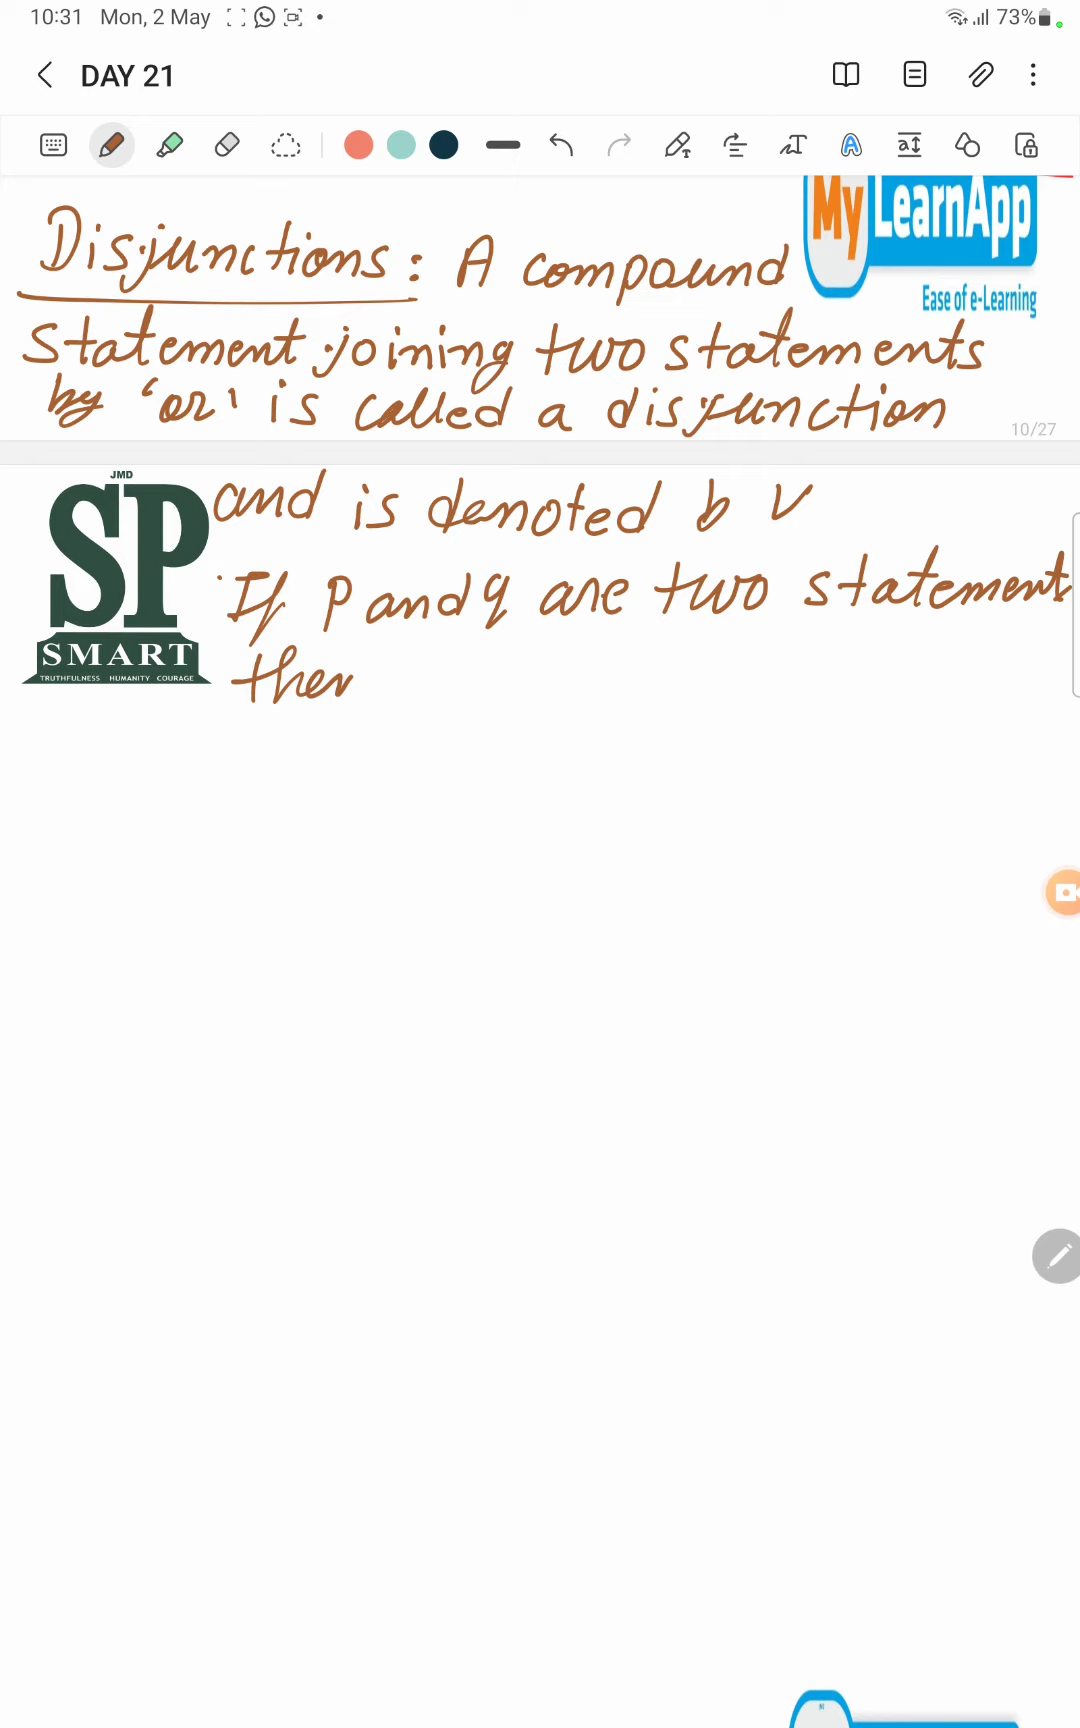 10:31 Mon, 2 May 73%
DAY 21
My LearnApp
Ease of e-Learning
Disjunctions: A compound
statement joining two statements
by 'or' is called a disjunction
10/27
JMD
SP
SMART
TRUTHFULNESS HUMANITY COURAGE
and is denoted b V
If p and q are two statement
then